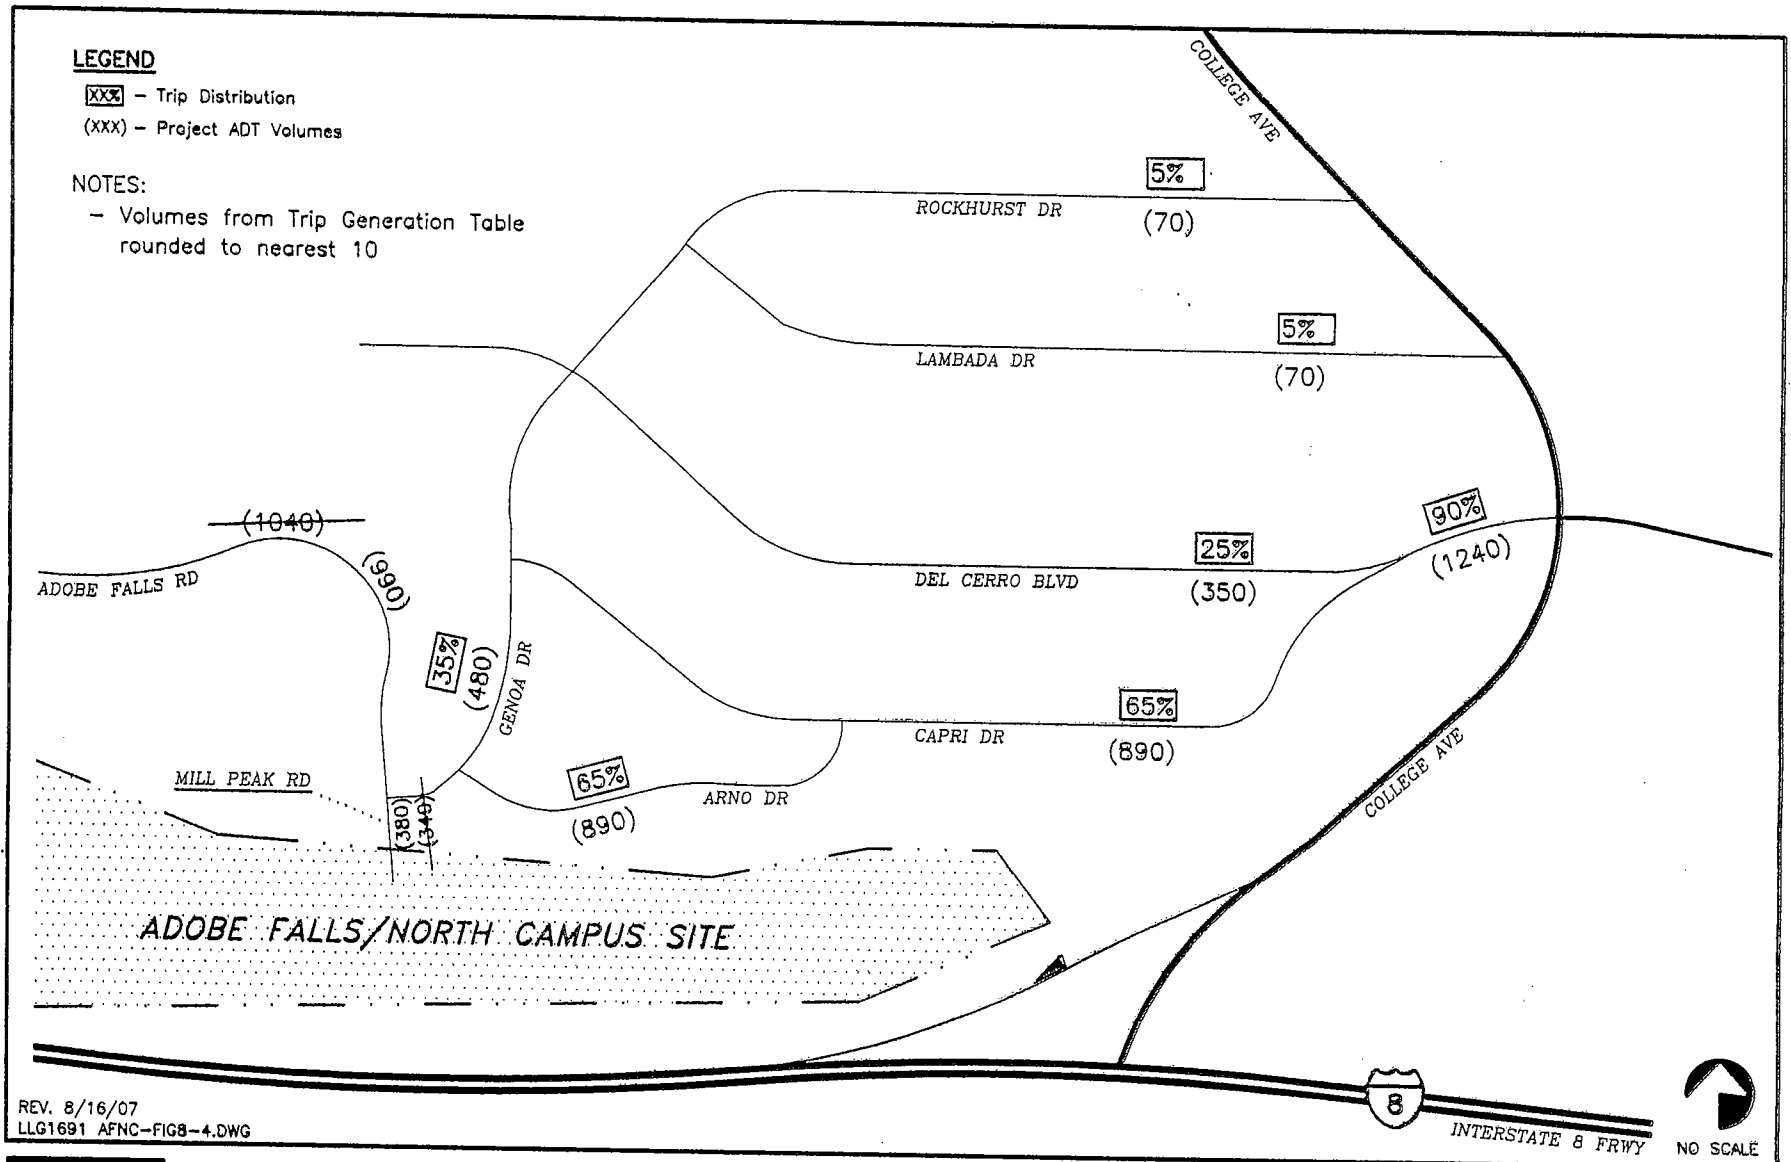 LEGEND
XX% – Trip Distribution
(XXX) – Project ADT Volumes
NOTES:
– Volumes from Trip Generation Table
rounded to nearest 10
COLLEGE AVE
5%
ROCKHURST DR
(70)
5%
LAMBADA DR
(70)
90%
(1240)
(1040)
(990)
25%
DEL CERRO BLVD
(350)
ADOBE FALLS RD
35%
(480)
GENOA DR
65%
CAPRI DR
(890)
COLLEGE AVE
MILL PEAK RD
65%
ARNO DR
(890)
(380)
(340)
ADOBE FALLS/NORTH CAMPUS SITE
8
INTERSTATE 8 FRWY
NO SCALE
REV. 8/16/07
LLG1691 AFNC-FIG8-4.DWG